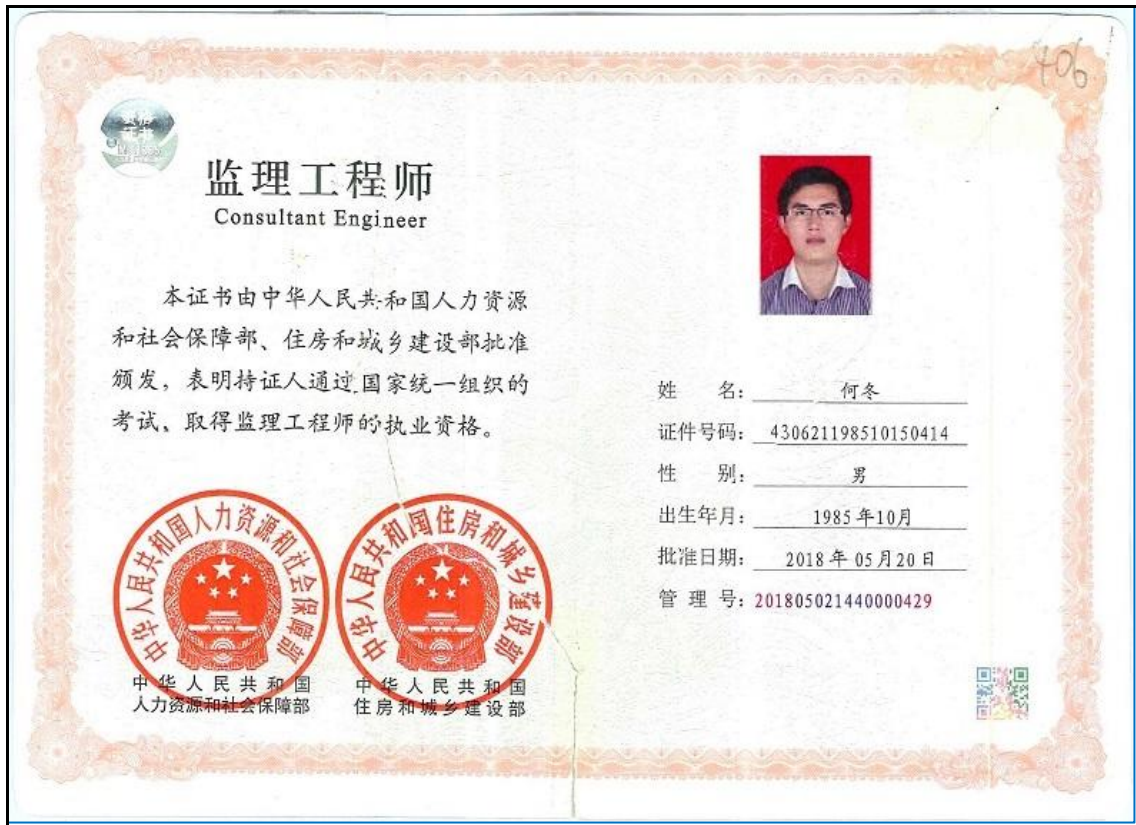 406
监理工程师
Consultant Engineer
本证书由中华人民共和国人力资源
和社会保障部、住房和城乡建设部批准
颁发，表明持证人通过国家统一组织的
考试、取得监理工程师的执业资格。
中华人民共和国人力资源和社会保障部
中华人民共和国住房和城乡建设部
中华人民共和国
人力资源和社会保障部
中华人民共和国
住房和城乡建设部
姓 名： 何冬
证件号码： 430621198510150414
性 别： 男
出生年月： 1985年10月
批准日期： 2018年05月20日
管 理 号：201805021440000429